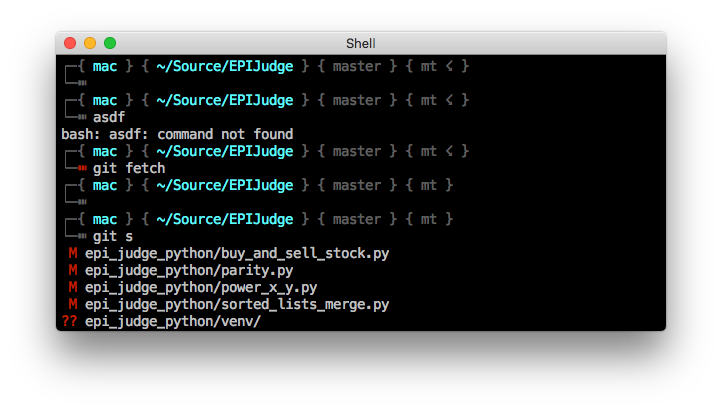 Shell
┌─{ mac } { ~/Source/EPIJudge } { master } { mt ☇ }
└─⠶
┌─{ mac } { ~/Source/EPIJudge } { master } { mt ☇ }
└─⠶ asdf
bash: asdf: command not found
┌─{ mac } { ~/Source/EPIJudge } { master } { mt ☇ }
└─⠶ git fetch
┌─{ mac } { ~/Source/EPIJudge } { master } { mt }
└─⠶
┌─{ mac } { ~/Source/EPIJudge } { master } { mt }
└─⠶ git s
 M epi_judge_python/buy_and_sell_stock.py
 M epi_judge_python/parity.py
 M epi_judge_python/power_x_y.py
 M epi_judge_python/sorted_lists_merge.py
?? epi_judge_python/venv/